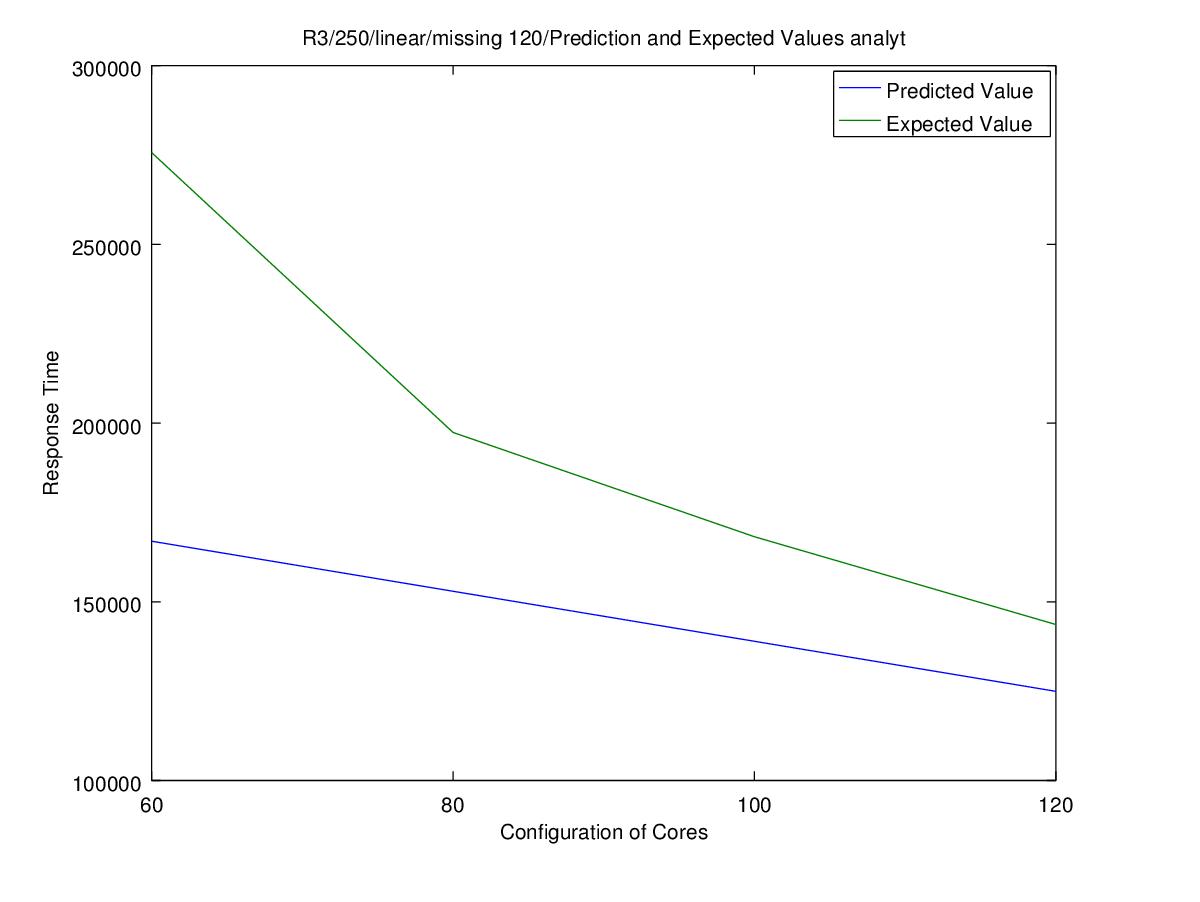 R3/250/linear/missing 120/Prediction and Expected Values analyt
300000
250000
200000
150000
100000
60
80
100
120
Response Time
Configuration of Cores
Predicted Value
Expected Value